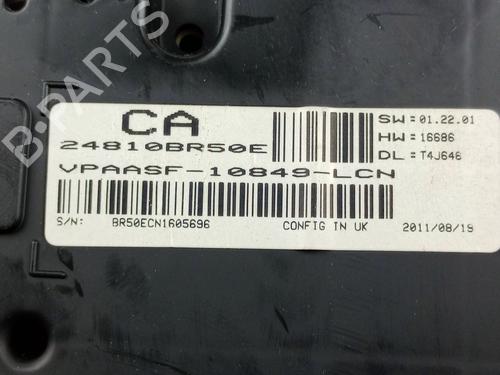 B-PARTS
CA
24810BR50E
VPAASF-10849-LCN
SW:01.22.01
HW:16686
DL:T4J646
S/N: BR50ECN1605696 CONFIG IN UK 2011/08/19
L